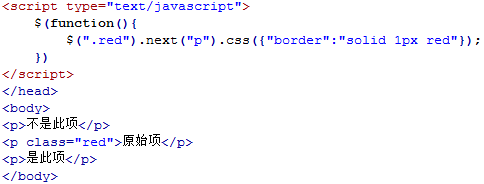 <script type="text/javascript">
    $(function(){
        $(".red").next("p").css({"border":"solid 1px red"});
    })
</script>
</head>
<body>
<p>不是此项</p>
<p class="red">原始项</p>
<p>是此项</p>
</body>